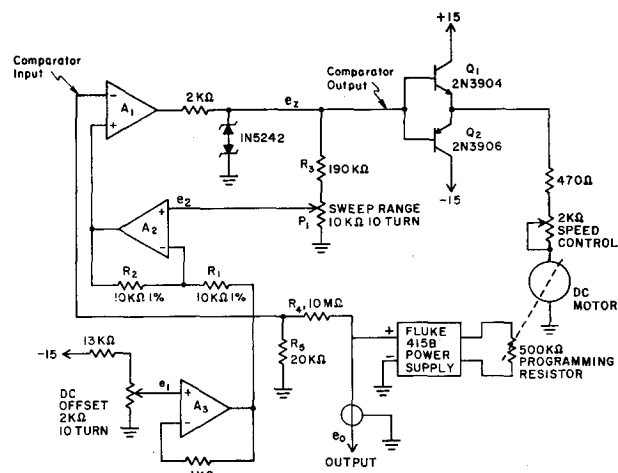 +15
Comparator
Input
Comparator
Output
Q1
2N3904
A1
2KΩ
ez
IN5242
Q2
2N3906
R3
190KΩ
-15
470Ω
e2
SWEEP RANGE
P1
10KΩ 10 TURN
2KΩ
SPEED
CONTROL
A2
R2
10KΩ 1%
R1
10KΩ 1%
DC
MOTOR
R4, 10MΩ
13KΩ
-15
R5
20KΩ
FLUKE
415B
POWER
SUPPLY
500KΩ
PROGRAMMING
RESISTOR
DC
OFFSET
2KΩ
10 TURN
e1
A3
eo
OUTPUT